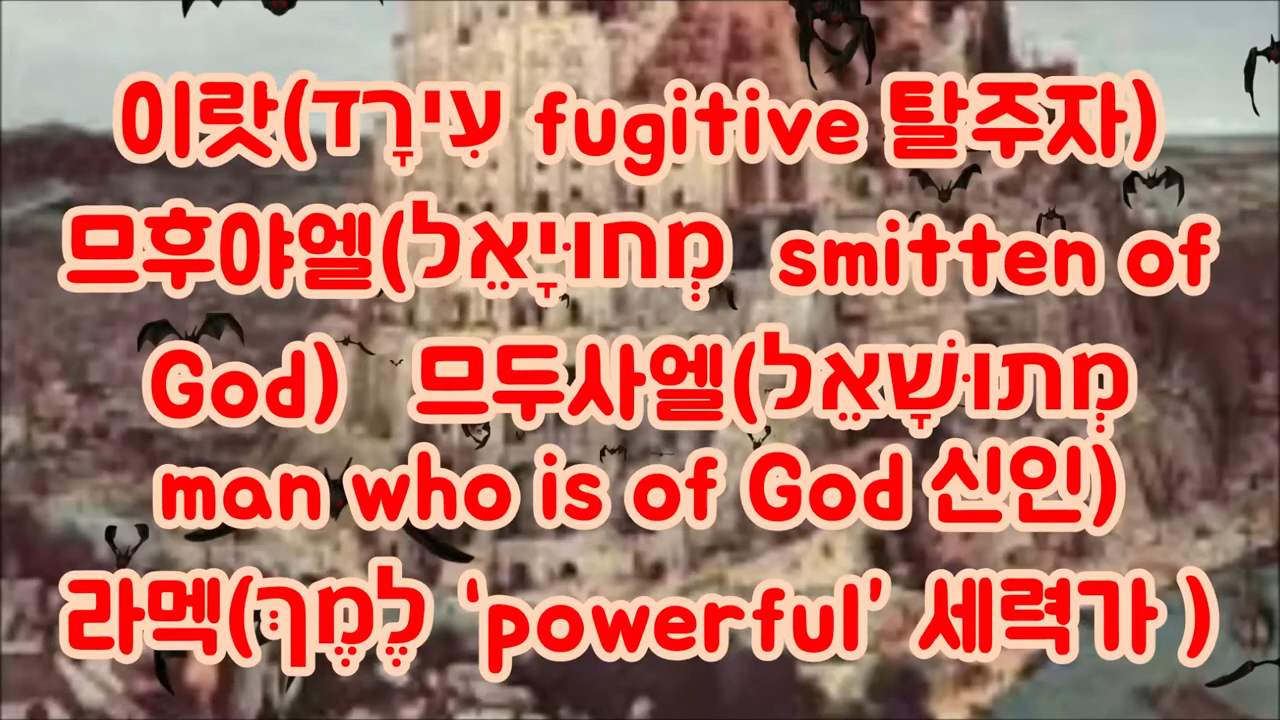 이랏(עִירָד fugitive 탈주자)
므후야엘(מְחוּיָאֵל smitten of
God) 므두사엘(מְתוּשָׁאֵל
man who is of God 신인)
라멕(לֶמֶךְ ‘powerful’ 세력가 )